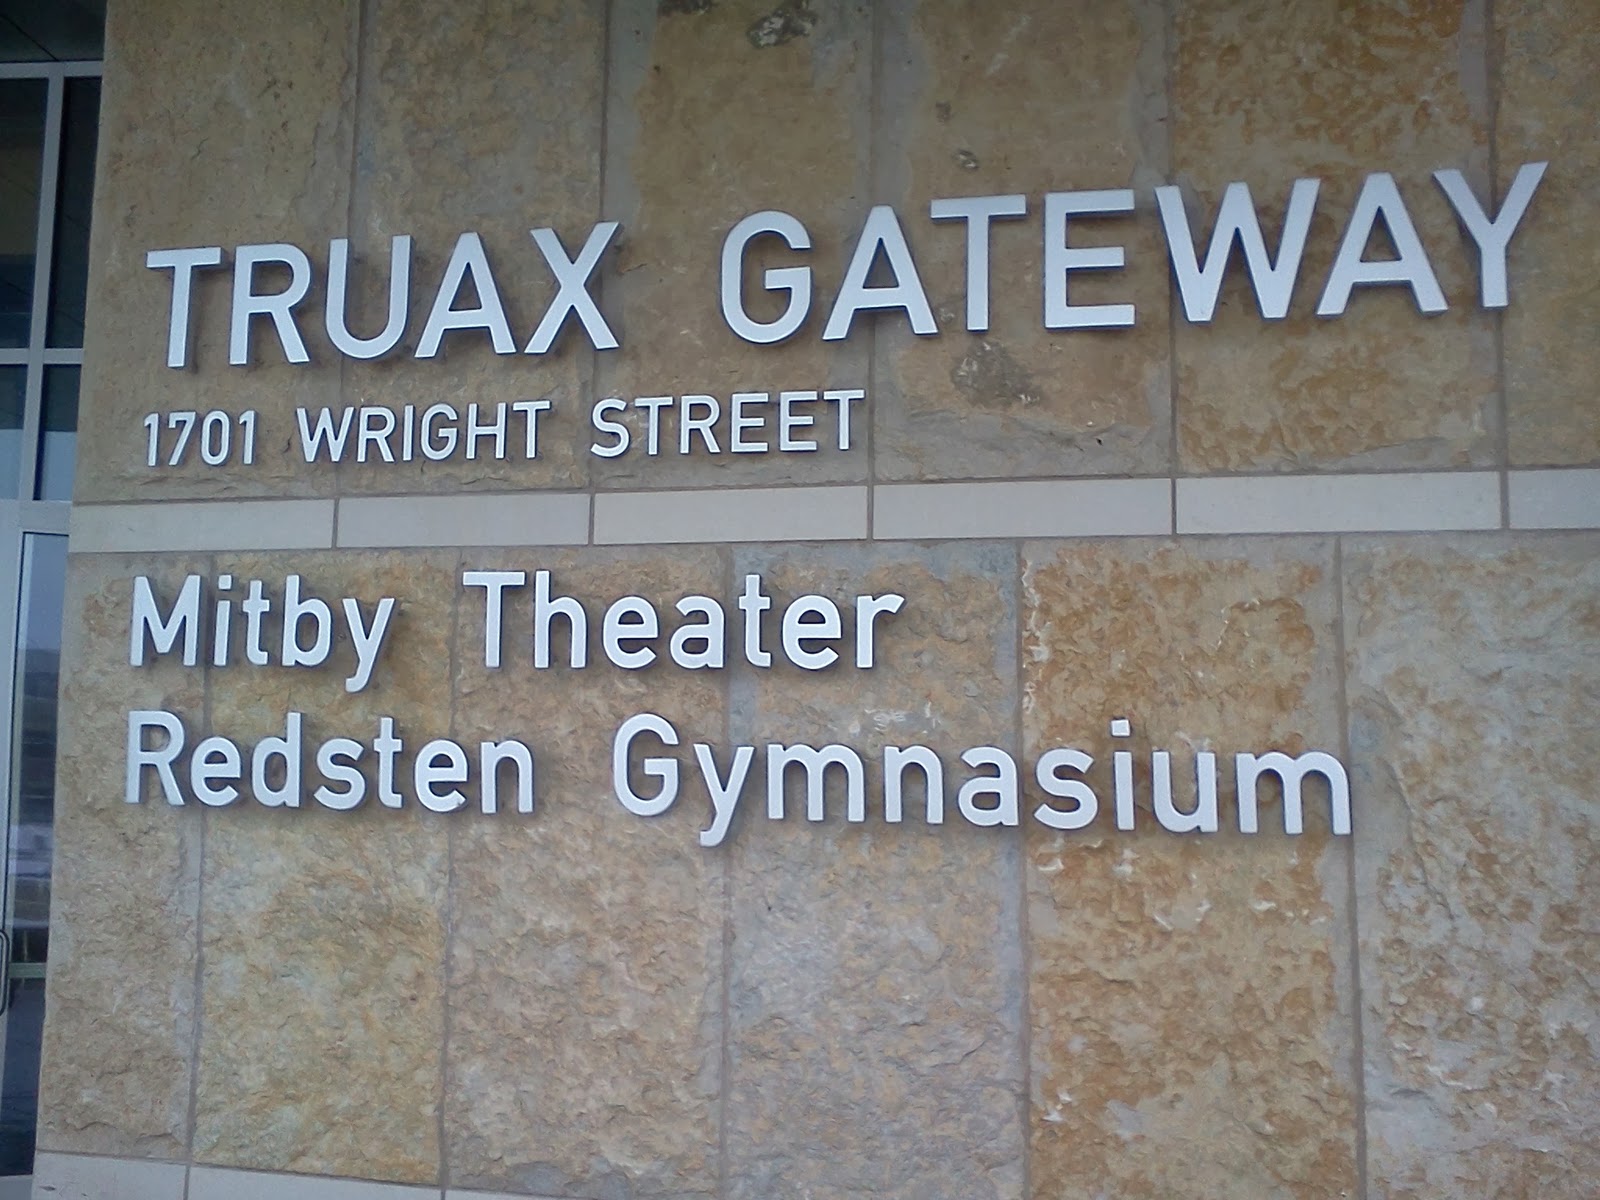 TRUAX GATEWAY
1701 WRIGHT STREET
Mitby Theater
Redsten Gymnasium